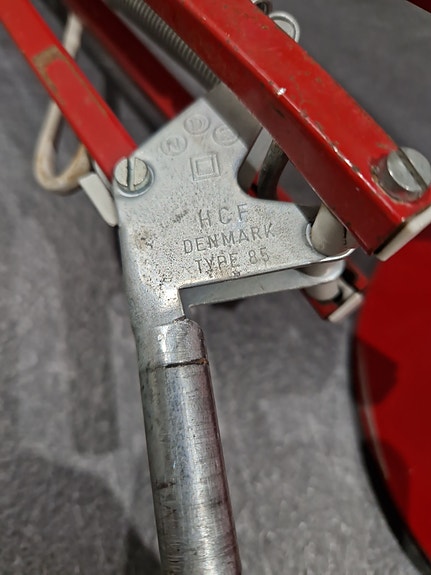 N D S
HCF
DENMARK
TYPE 85
S